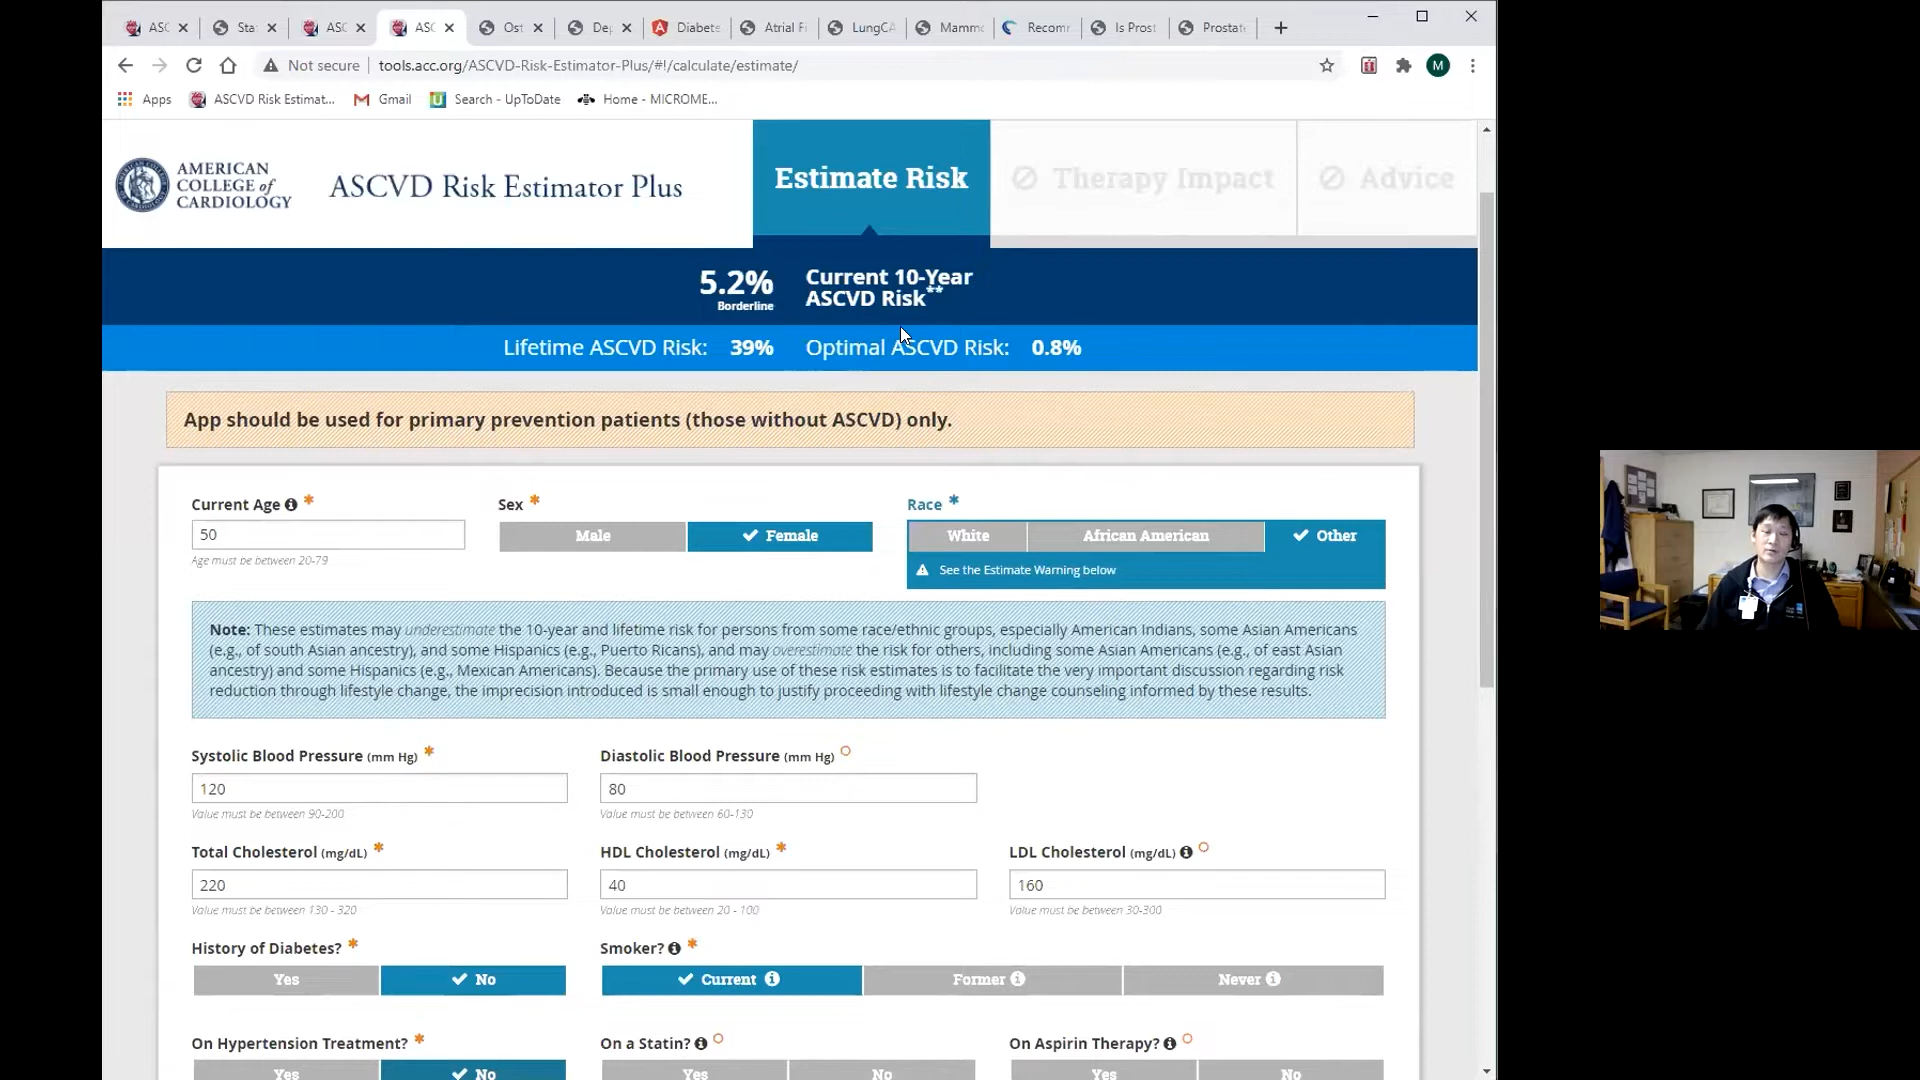 ASC
Sta
ASC
ASC
Ost
De
Diabete
Atrial Fi
LungCA
Mammo
Recom
Is Prost
Prostat
Not secure
tools.acc.org/ASCVD-Risk-Estimator-Plus/#!/calculate/estimate/
M
Apps
ASCVD Risk Estimat...
Gmail
Search - UpToDate
Home - MICROME...
AMERICAN
COLLEGE of
CARDIOLOGY
ASCVD Risk Estimator Plus
Estimate Risk
Therapy Impact
Advice
5.2%
Borderline
Current 10-Year
ASCVD Risk**
Lifetime ASCVD Risk: 39%
Optimal ASCVD Risk: 0.8%
App should be used for primary prevention patients (those without ASCVD) only.
Current Age *
50
Age must be between 20-79
Sex *
Male
Female
Race *
White
African American
Other
See the Estimate Warning below
Note: These estimates may underestimate the 10-year and lifetime risk for persons from some race/ethnic groups, especially American Indians, some Asian Americans
(e.g., of south Asian ancestry), and some Hispanics (e.g., Puerto Ricans), and may overestimate the risk for others, including some Asian Americans (e.g., of east Asian
ancestry) and some Hispanics (e.g., Mexican Americans). Because the primary use of these risk estimates is to facilitate the very important discussion regarding risk
reduction through lifestyle change, the imprecision introduced is small enough to justify proceeding with lifestyle change counseling informed by these results.
Systolic Blood Pressure (mm Hg) *
120
Value must be between 90-200
Diastolic Blood Pressure (mm Hg)
80
Value must be between 60-130
Total Cholesterol (mg/dL) *
220
Value must be between 130 - 320
HDL Cholesterol (mg/dL) *
40
Value must be between 20 - 100
LDL Cholesterol (mg/dL)
160
Value must be between 30-300
History of Diabetes? *
Yes
No
Smoker? *
Current
Former
Never
On Hypertension Treatment? *
Yes
No
On a Statin?
Yes
No
On Aspirin Therapy?
Yes
No